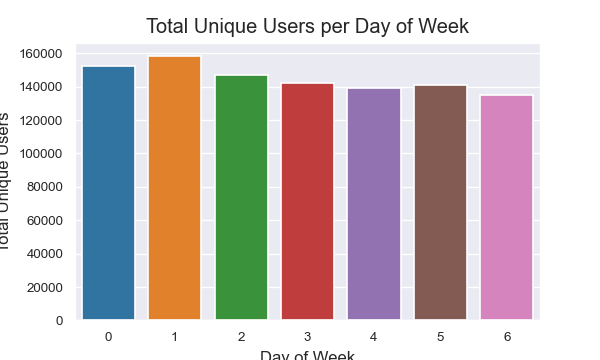 Total Unique Users per Day of Week
Total Unique Users
160000
140000
120000
100000
80000
60000
40000
20000
0
0 1 2 3 4 5 6
Day of Week